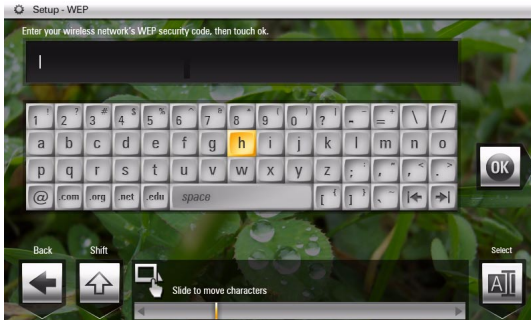 Setup - WEP
Enter your wireless network's WEP security code, then touch ok.
1 ! 2 ? 3 # 4 $ 5 % 6 ^ 7 8 * 9 0 ) ? ! - _ = + \ /
a b c d e f g h i j k l m n o
p q r s t u v w x y z ; : , " , < . >
@ .com .org .net .edu space [ { ] } ` ~
OK
Back Shift Select
A
Slide to move characters